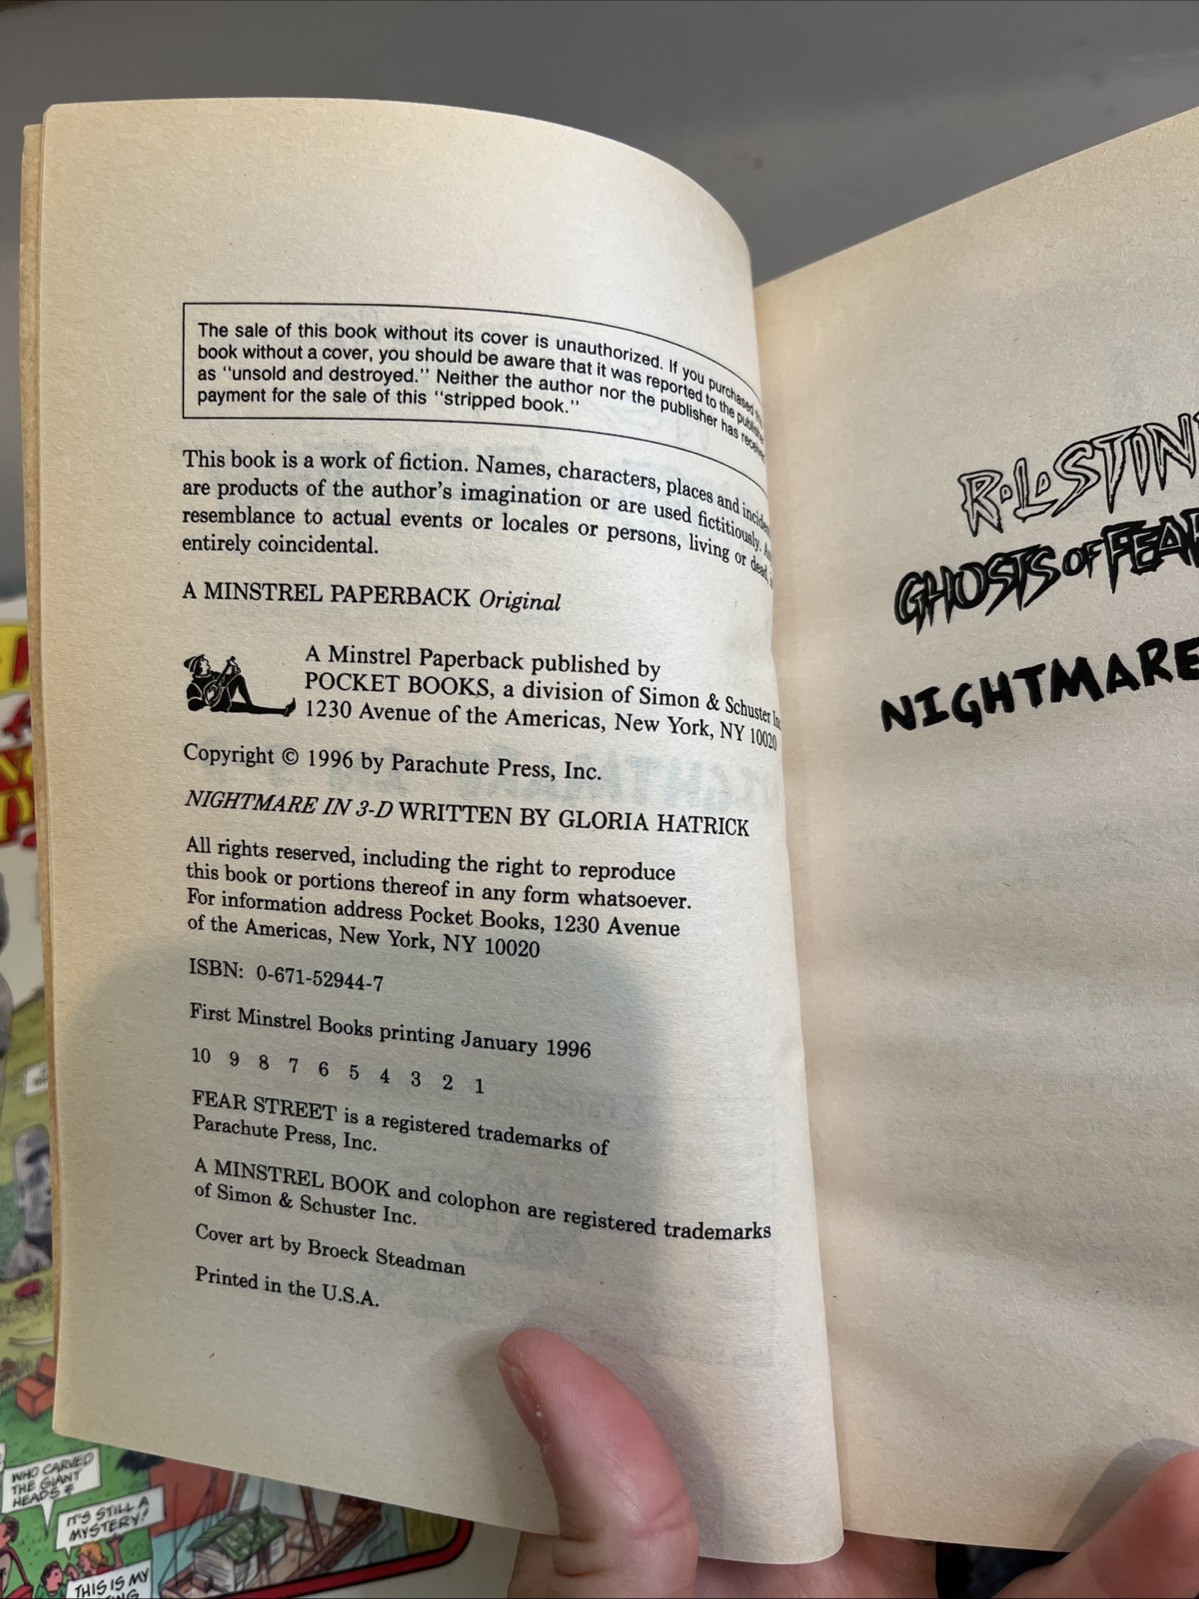 The sale of this book without its cover is unauthorized. If you purchased
book without a cover, you should be aware that it was reported to the
as "unsold and destroyed." Neither the author nor the publisher has
payment for the sale of this "stripped book."
This book is a work of fiction. Names, characters, places and
are products of the author's imagination or are used fictitiously.
resemblance to actual events or locales or persons, living or dead,
entirely coincidental.
A MINSTREL PAPERBACK Original
A Minstrel Paperback published by
POCKET BOOKS, a division of Simon & Schuster
1230 Avenue of the Americas, New York, NY 10020
Copyright © 1996 by Parachute Press, Inc.
NIGHTMARE IN 3-D WRITTEN BY GLORIA HATRICK
All rights reserved, including the right to reproduce
this book or portions thereof in any form whatsoever.
For information address Pocket Books, 1230 Avenue
of the Americas, New York, NY 10020
ISBN: 0-671-52944-7
First Minstrel Books printing January 1996
10 9 8 7 6 5 4 3 2 1
FEAR STREET is a registered trademarks of
Parachute Press, Inc.
A MINSTREL BOOK and colophon are registered trademarks
of Simon & Schuster Inc.
Cover art by Broeck Steadman
Printed in the U.S.A.
R.L. STIN
GHOSTS OF FEA
NIGHTMARE
WHO CARVED
THE GIANT
HEADS?
IT'S STILL A
MYSTERY!
THIS IS MY